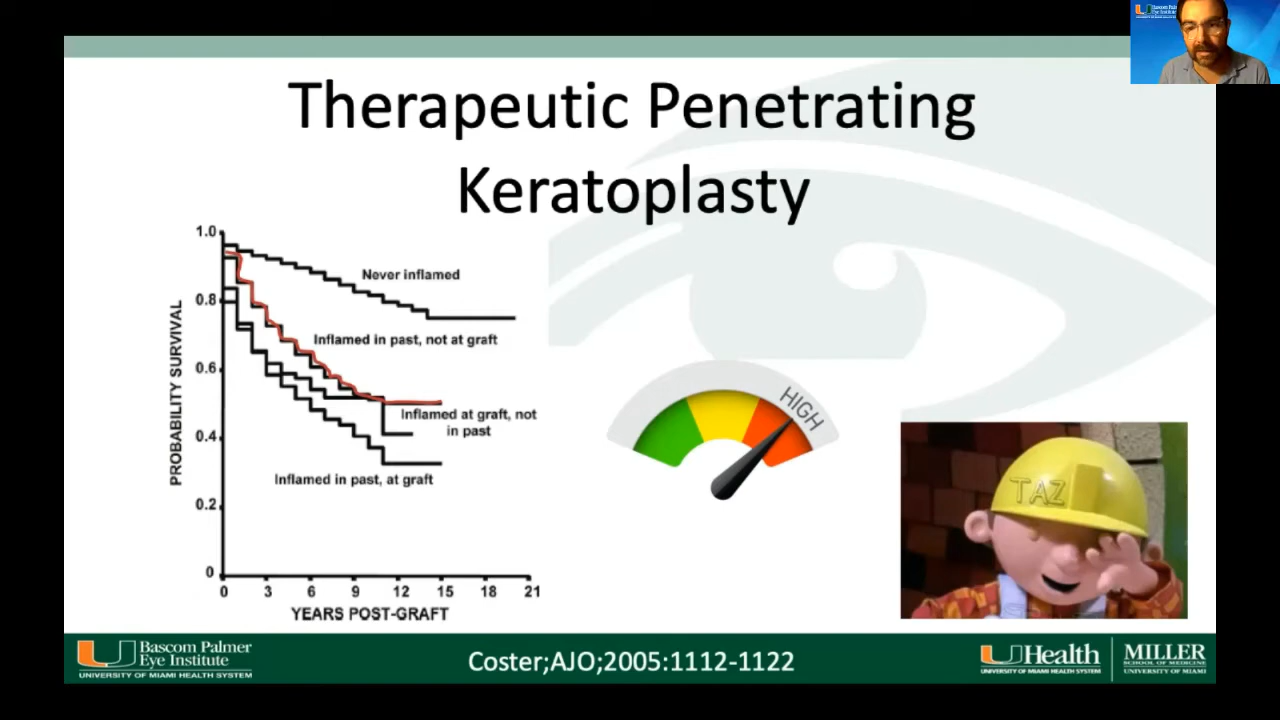 Therapeutic Penetrating
Keratoplasty
1.0
0.8
0.6
0.4
0.2
0
PROBABILITY SURVIVAL
Never inflamed
Inflamed in past, not at graft
Inflamed at graft, not
in past
Inflamed in past, at graft
0 3 6 9 12 15 18 21
YEARS POST-GRAFT
HIGH
TAZ
Bascom Palmer
Eye Institute
UNIVERSITY OF MIAMI HEALTH SYSTEM
Coster;AJO;2005:1112-1122
UHealth
UNIVERSITY OF MIAMI HEALTH SYSTEM
MILLER
SCHOOL OF MEDICINE
UNIVERSITY OF MIAMI